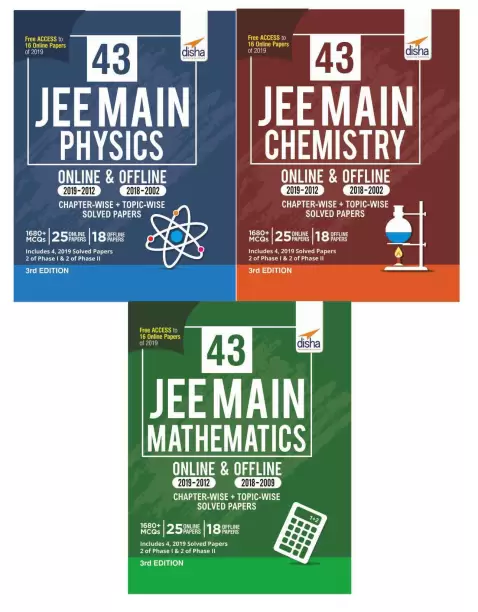 Free ACCESS to
16 Online Papers
of 2019
disha
43
JEE MAIN
PHYSICS
ONLINE & OFFLINE
2019-2012 2018-2002
CHAPTER-WISE + TOPIC-WISE
SOLVED PAPERS
1680+ MCQs 25 ONLINE PAPERS 18 OFFLINE PAPERS
Includes 4, 2019 Solved Papers
2 of Phase I & 2 of Phase II
3rd EDITION
Free ACCESS to
16 Online Papers
of 2019
disha
43
JEE MAIN
CHEMISTRY
ONLINE & OFFLINE
2019-2012 2018-2002
CHAPTER-WISE + TOPIC-WISE
SOLVED PAPERS
1680+ MCQs 25 ONLINE PAPERS 18 OFFLINE PAPERS
Includes 4, 2019 Solved Papers
2 of Phase I & 2 of Phase II
3rd EDITION
Free ACCESS to
16 Online Papers
of 2019
disha
43
JEE MAIN
MATHEMATICS
ONLINE & OFFLINE
2019-2012 2018-2009
CHAPTER-WISE + TOPIC-WISE
SOLVED PAPERS
1680+ MCQs 25 ONLINE PAPERS 18 OFFLINE PAPERS
Includes 4, 2019 Solved Papers
2 of Phase I & 2 of Phase II
1+2
3rd EDITION